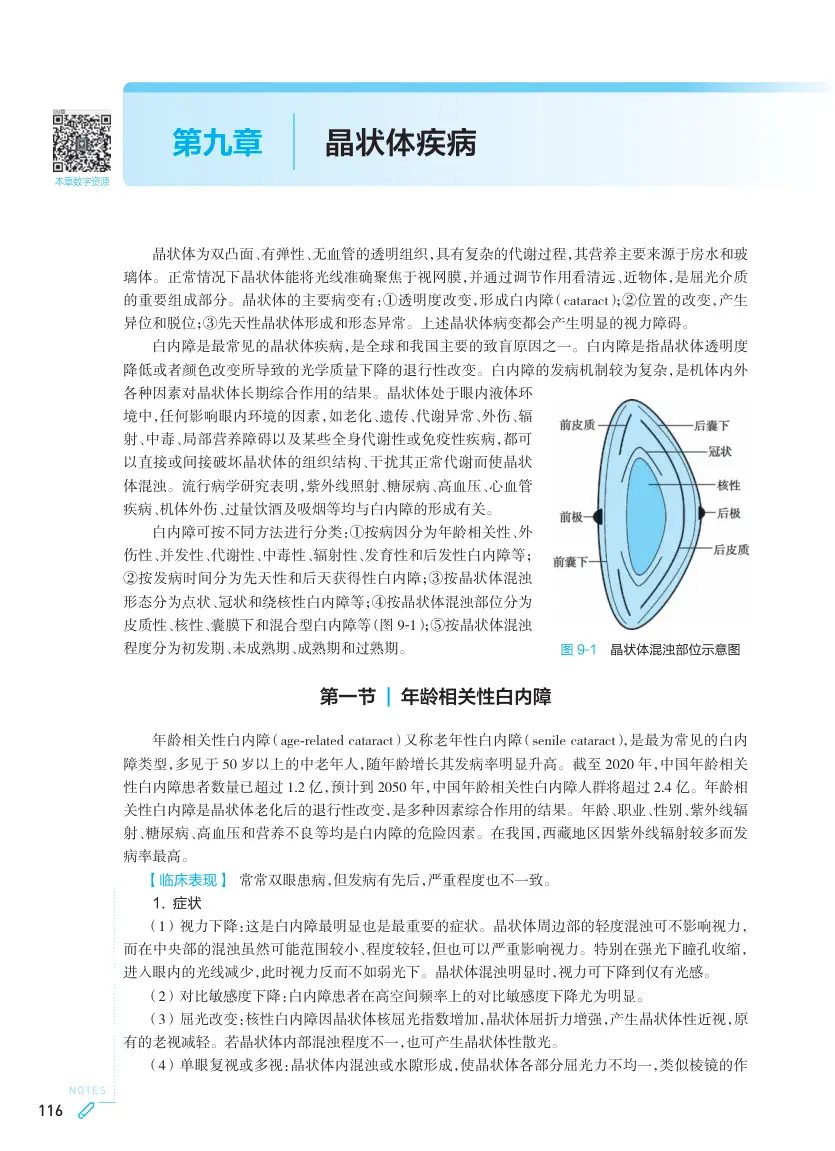 本章数字资源
第九章
晶状体疾病
晶状体为双凸面、有弹性、无血管的透明组织,具有复杂的代谢过程,其营养主要来源于房水和玻
璃体。正常情况下晶状体能将光线准确聚焦于视网膜,并通过调节作用看清远、近物体,是屈光介质
的重要组成部分。晶状体的主要病变有:①透明度改变,形成白内障(cataract);②位置的改变,产生
异位和脱位;③先天性晶状体形成和形态异常。上述晶状体病变都会产生明显的视力障碍。
白内障是最常见的晶状体疾病,是全球和我国主要的致盲原因之一。白内障是指晶状体透明度
降低或者颜色改变所导致的光学质量下降的退行性改变。白内障的发病机制较为复杂,是机体内外
各种因素对晶状体长期综合作用的结果。晶状体处于眼内液体环
境中,任何影响眼内环境的因素,如老化、遗传、代谢异常、外伤、辐
射、中毒、局部营养障碍以及某些全身代谢性或免疫性疾病,都可
以直接或间接破坏晶状体的组织结构、干扰其正常代谢而使晶状
体混浊。流行病学研究表明,紫外线照射、糖尿病、高血压、心血管
疾病、机体外伤、过量饮酒及吸烟等均与白内障的形成有关。
白内障可按不同方法进行分类:①按病因分为年龄相关性、外
伤性、并发性、代谢性、中毒性、辐射性、发育性和后发性白内障等;
②按发病时间分为先天性和后天获得性白内障;③按晶状体混浊
形态分为点状、冠状和绕核性白内障等;④按晶状体混浊部位分为
皮质性、核性、囊膜下和混合型白内障等(图 9-1);⑤按晶状体混浊
程度分为初发期、未成熟期、成熟期和过熟期。
前皮质
后囊下
冠状
核性
前极
后极
后皮质
前囊下
图 9-1 晶状体混浊部位示意图
第一节 | 年龄相关性白内障
年龄相关性白内障(age-related cataract)又称老年性白内障(senile cataract),是最为常见的白内
障类型,多见于 50 岁以上的中老年人,随年龄增长其发病率明显升高。截至 2020 年,中国年龄相关
性白内障患者数量已超过 1.2 亿,预计到 2050 年,中国年龄相关性白内障人群将超过 2.4 亿。年龄相
关性白内障是晶状体老化后的退行性改变,是多种因素综合作用的结果。年龄、职业、性别、紫外线辐
射、糖尿病、高血压和营养不良等均是白内障的危险因素。在我国,西藏地区因紫外线辐射较多而发
病率最高。
【临床表现】 常常双眼患病,但发病有先后,严重程度也不一致。
1. 症状
(1)视力下降:这是白内障最明显也是最重要的症状。晶状体周边部的轻度混浊可不影响视力,
而在中央部的混浊虽然可能范围较小、程度较轻,但也可以严重影响视力。特别在强光下瞳孔收缩,
进入眼内的光线减少,此时视力反而不如弱光下。晶状体混浊明显时,视力可下降到仅有光感。
(2)对比敏感度下降:白内障患者在高空间频率上的对比敏感度下降尤为明显。
(3)屈光改变:核性白内障因晶状体核屈光指数增加,晶状体屈折力增强,产生晶状体性近视,原
有的老视减轻。若晶状体内部混浊程度不一,也可产生晶状体性散光。
(4)单眼复视或多视:晶状体内混浊或水隙形成,使晶状体各部分屈光力不均一,类似棱镜的作
NOTES
116